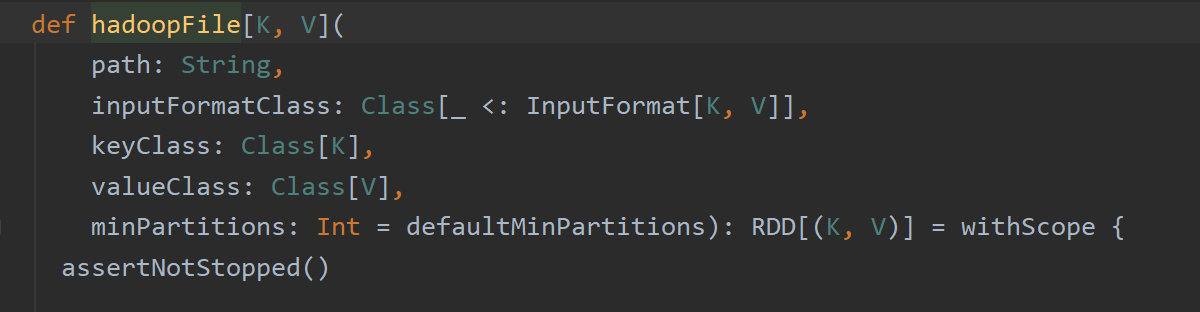 def hadoopFile[K, V](
path: String,
inputFormatClass: Class[_ <: InputFormat[K, V]],
keyClass: Class[K],
valueClass: Class[V],
minPartitions: Int = defaultMinPartitions): RDD[(K, V)] = withScope {
assertNotStopped()